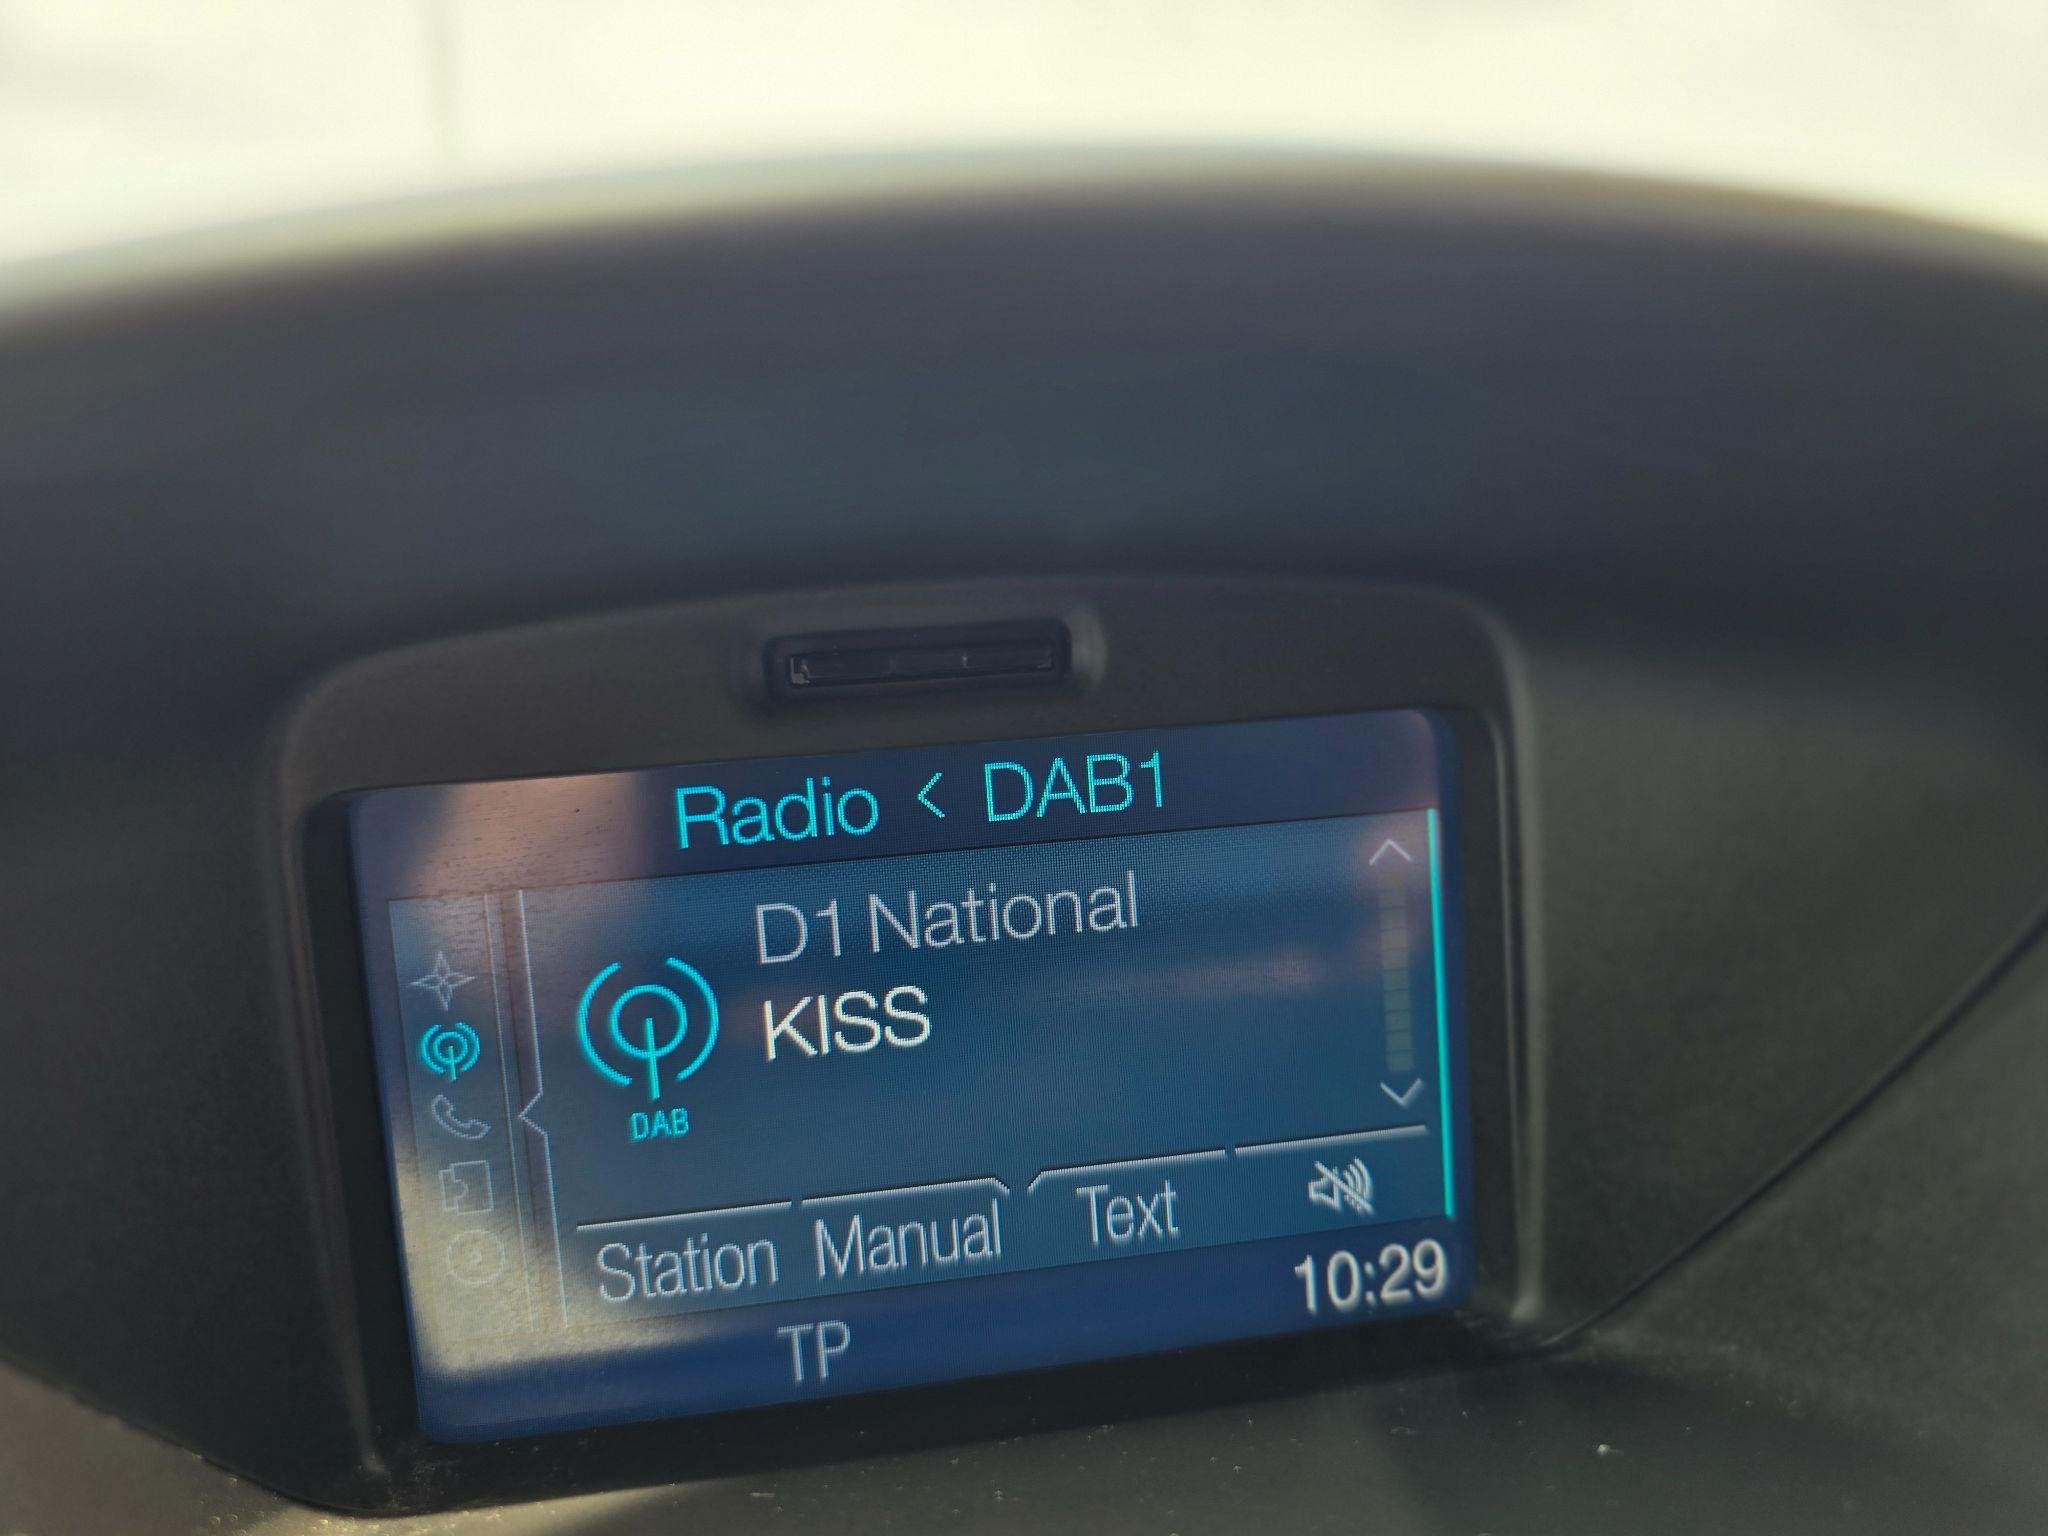 Radio < DAB1
D1 National
KISS
DAB
Station Manual Text
10:29
TP